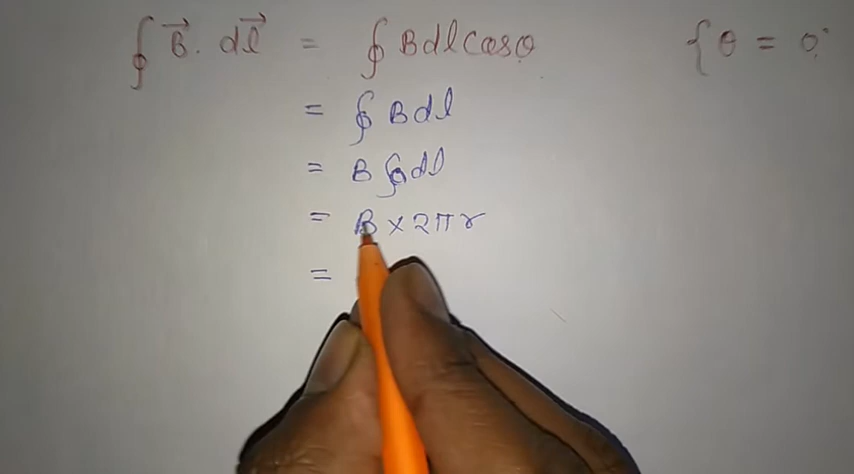 ∮ B⃗ . dl⃗ = ∮ Bdl cosθ {θ = 0°
= ∮ Bdl
= B ∮ dl
= B × 2πr
=